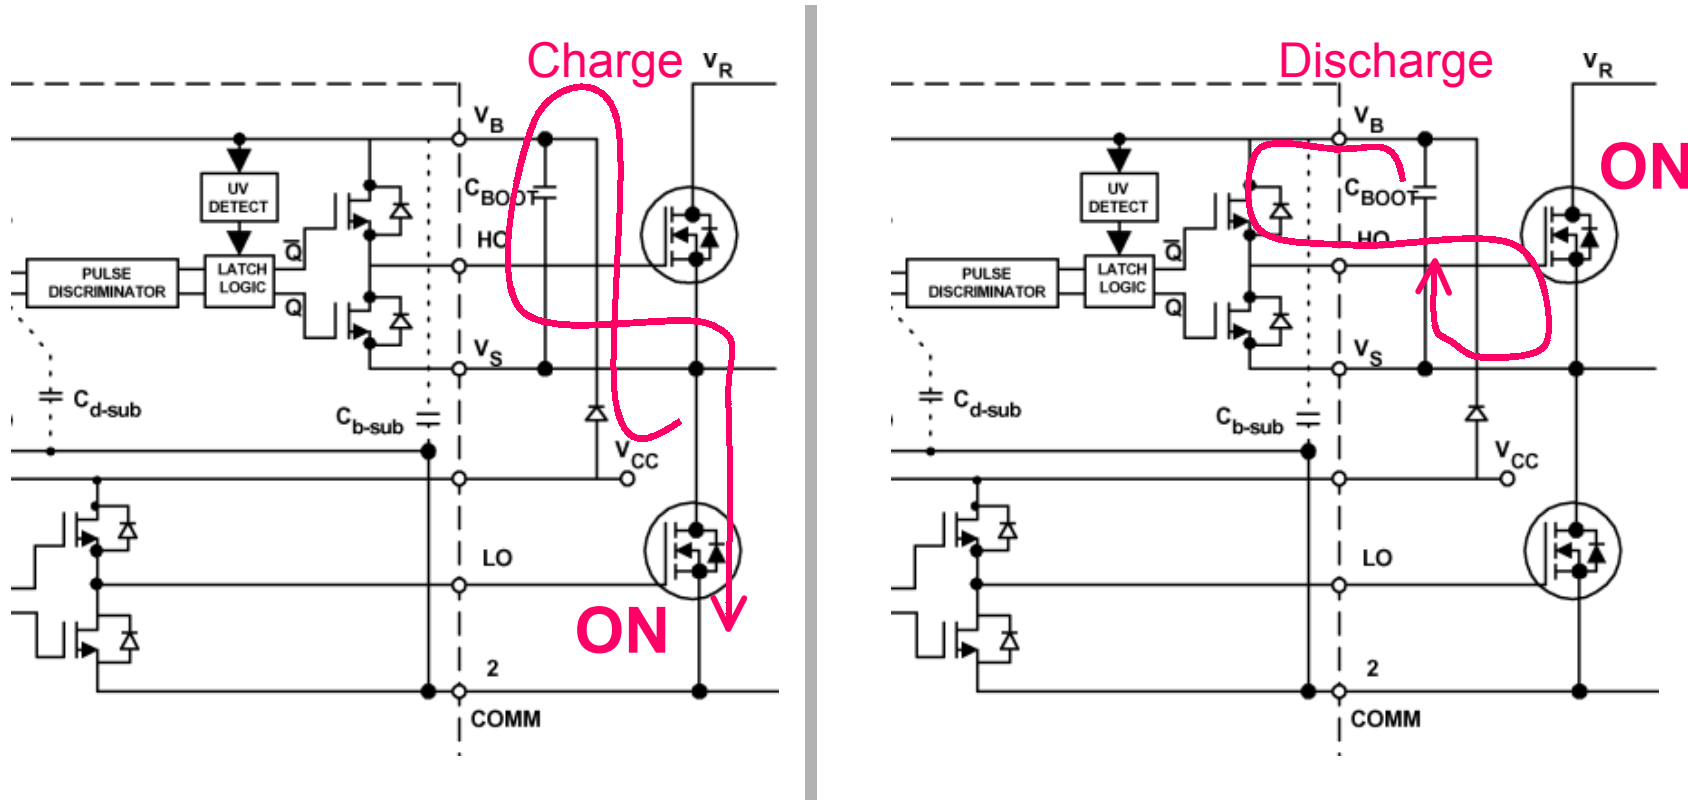 Charge
VR
VB
UV
DETECT
CBOOT
HO
Q
LATCH
LOGIC
Q
PULSE
DISCRIMINATOR
VS
Cd-sub
Cb-sub
VCC
LO
ON
2
COMM
Discharge
VR
ON
VB
UV
DETECT
CBOOT
HO
Q
LATCH
LOGIC
Q
PULSE
DISCRIMINATOR
VS
Cd-sub
Cb-sub
VCC
LO
2
COMM